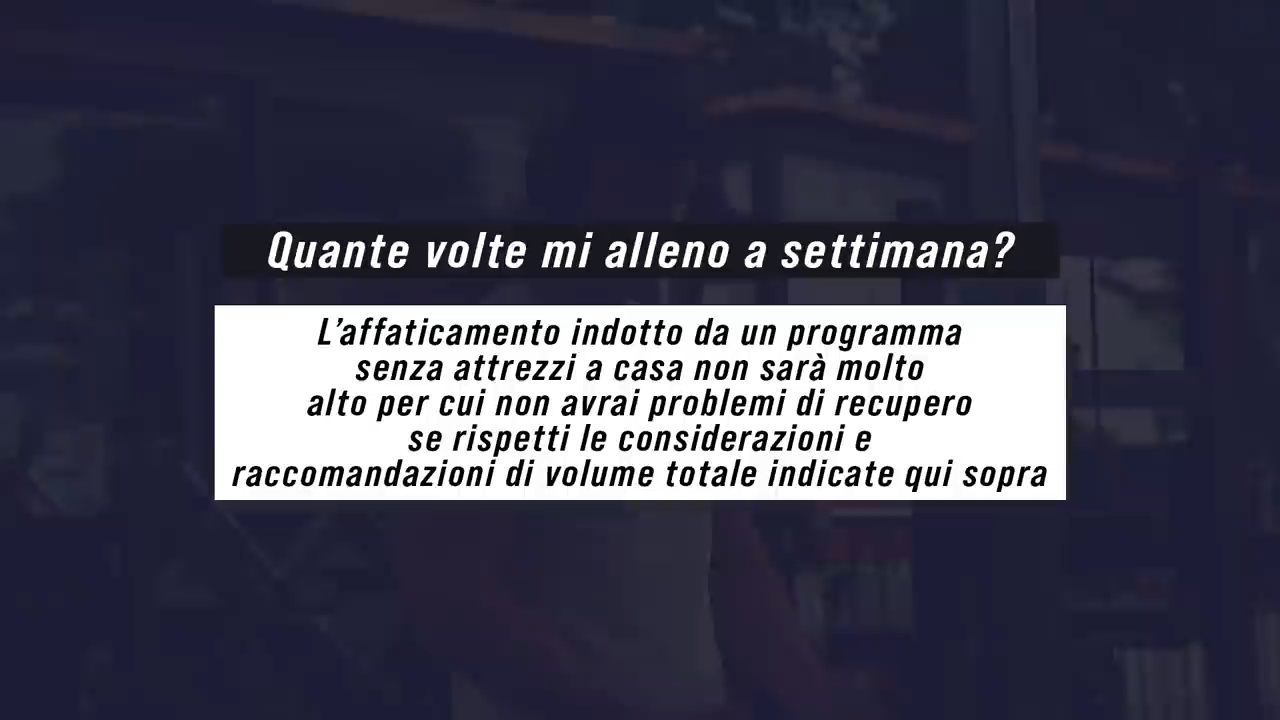 Quante volte mi alleno a settimana?
L'affaticamento indotto da un programma
senza attrezzi a casa non sarà molto
alto per cui non avrai problemi di recupero
se rispetti le considerazioni e
raccomandazioni di volume totale indicate qui sopra